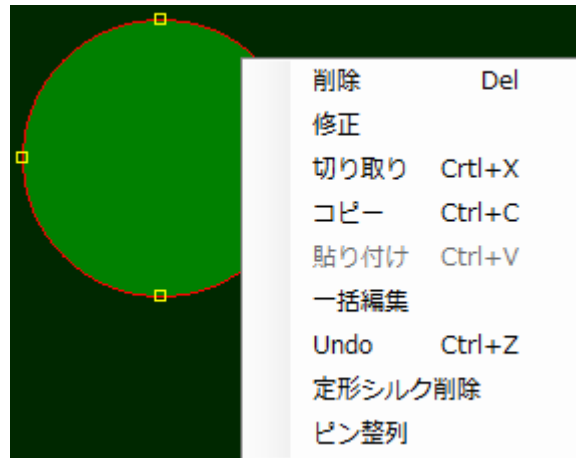 削除 Del
修正
切り取り Crtl+X
コピー Ctrl+C
貼り付け Ctrl+V
一括編集
Undo Ctrl+Z
定形シルク削除
ピン整列